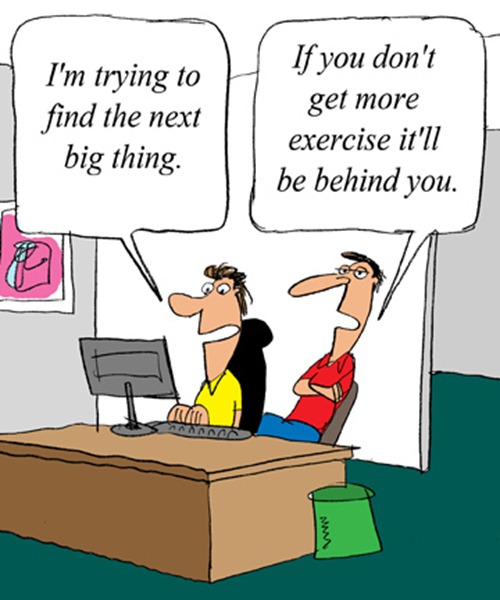 I'm trying to
find the next
big thing.
If you don't
get more
exercise it'll
be behind you.